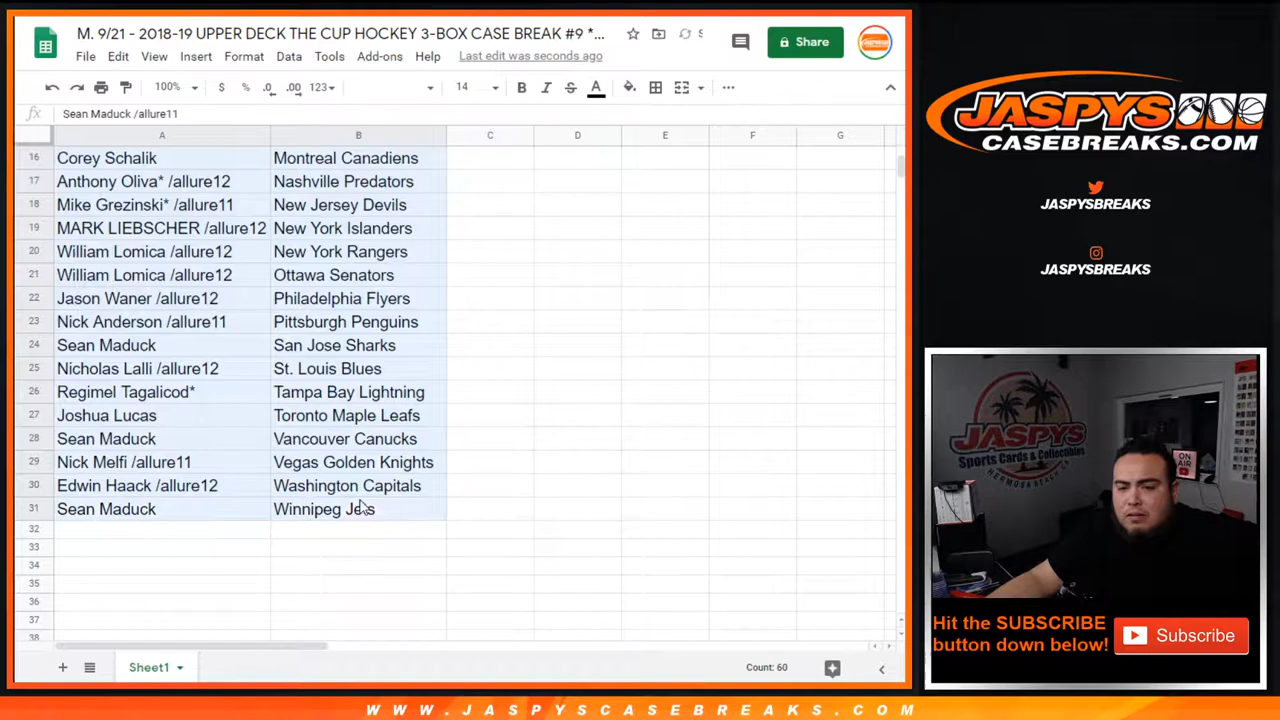 M. 9/21 - 2018-19 UPPER DECK THE CUP HOCKEY 3-BOX CASE BREAK #9 *...
S
Share
File Edit View Insert Format Data Tools Add-ons Help Last edit was seconds ago
100% $ % .0 .00 123 14 B I S A ...
fx Sean Maduck /allure11
A B C D E F G
16 Corey Schalik Montreal Canadiens
17 Anthony Oliva* /allure12 Nashville Predators
18 Mike Grezinski* /allure11 New Jersey Devils
19 MARK LIEBSCHER /allure12 New York Islanders
20 William Lomica /allure12 New York Rangers
21 William Lomica /allure12 Ottawa Senators
22 Jason Waner /allure12 Philadelphia Flyers
23 Nick Anderson /allure11 Pittsburgh Penguins
24 Sean Maduck San Jose Sharks
25 Nicholas Lalli /allure12 St. Louis Blues
26 Regimel Tagalicod* Tampa Bay Lightning
27 Joshua Lucas Toronto Maple Leafs
28 Sean Maduck Vancouver Canucks
29 Nick Melfi /allure11 Vegas Golden Knights
30 Edwin Haack /allure12 Washington Capitals
31 Sean Maduck Winnipeg Jets
32
33
34
35
36
37
38
Sheet1 Count: 60
JASPYS
CASEBREAKS.COM
JASPYSBREAKS
JASPYSBREAKS
JASPYS
Sports Cards & Collectibles
HERMOSA BEACH
ON AIR
Hit the SUBSCRIBE
button down below!
Subscribe
WWW.JASPYSCASEBREAKS.COM